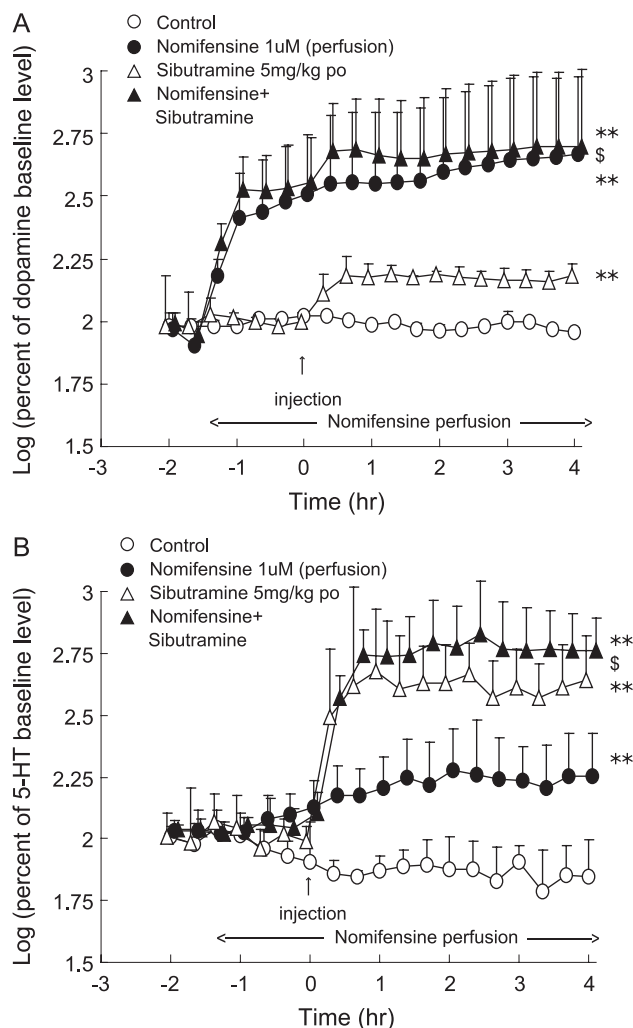 A
Control
Nomifensine 1uM (perfusion)
Sibutramine 5mg/kg po
Nomifensine+
Sibutramine
Log (percent of dopamine baseline level)
3
2.75
2.5
2.25
2
1.75
1.5
**
$
**
**
↑
injection
Nomifensine perfusion
-3 -2 -1 0 1 2 3 4
Time (hr)
B
Control
Nomifensine 1uM (perfusion)
Sibutramine 5mg/kg po
Nomifensine+
Sibutramine
Log (percent of 5-HT baseline level)
3
2.75
2.5
2.25
2
1.75
1.5
**
$
**
**
↑
injection
Nomifensine perfusion
-3 -2 -1 0 1 2 3 4
Time (hr)